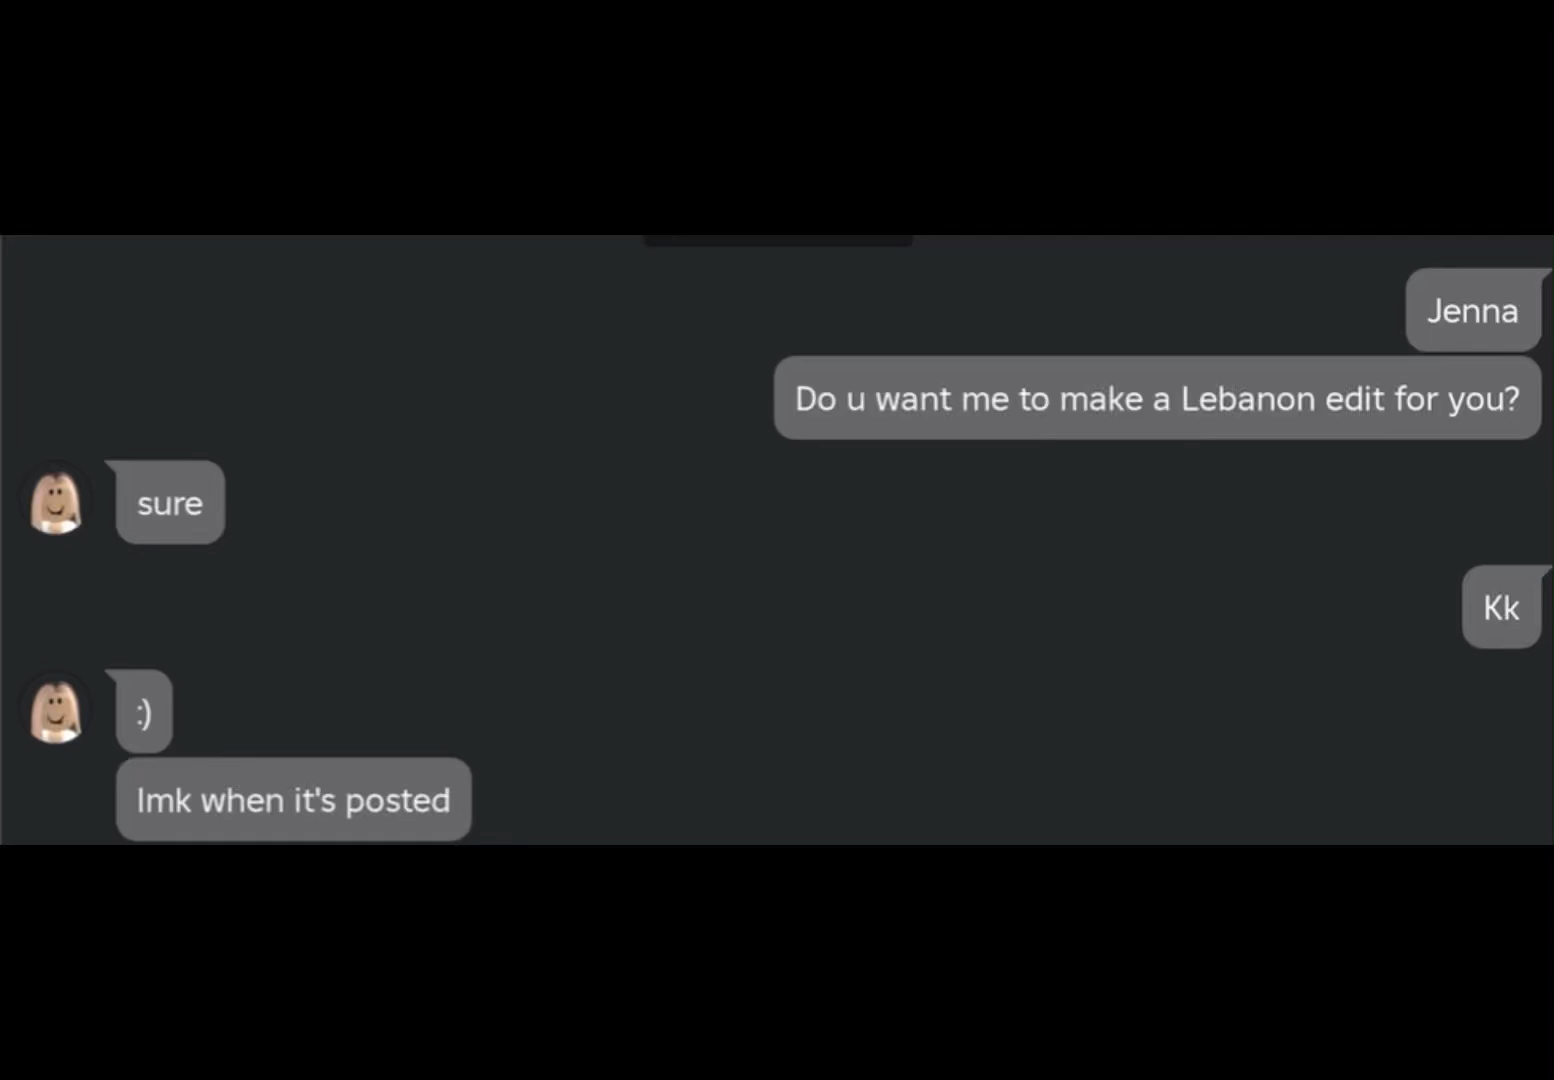 Jenna
Do u want me to make a Lebanon edit for you?
sure
Kk
:)
lmk when it's posted